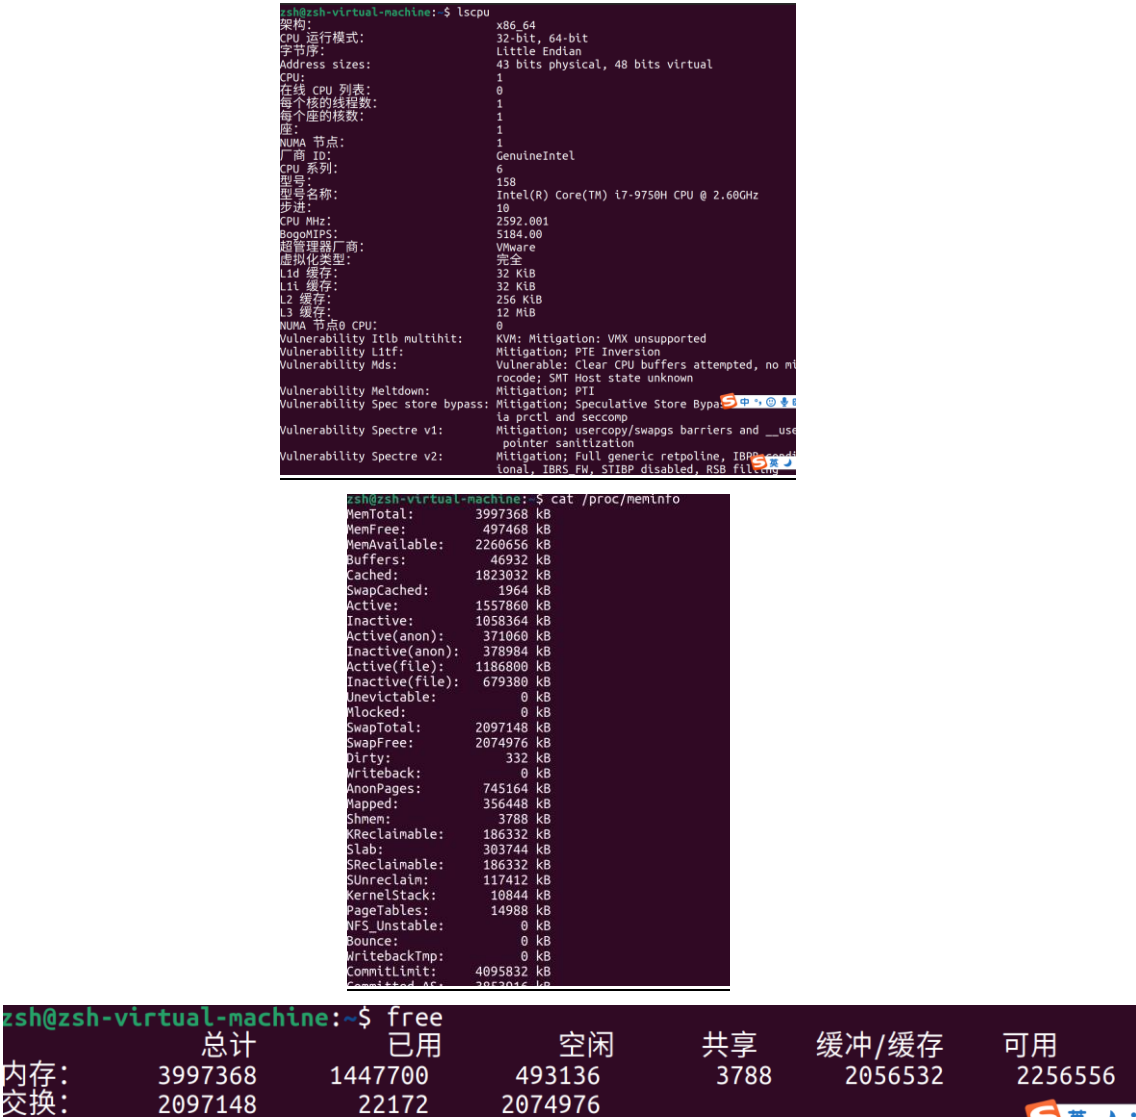 zsh@zsh-virtual-machine:~$ lscpu
架构： x86_64
CPU 运行模式： 32-bit, 64-bit
字节序： Little Endian
Address sizes: 43 bits physical, 48 bits virtual
CPU: 1
在线 CPU 列表： 0
每个核的线程数： 1
每个座的核数： 1
座： 1
NUMA 节点： 1
厂商 ID： GenuineIntel
CPU 系列： 6
型号： 158
型号名称： Intel(R) Core(TM) i7-9750H CPU @ 2.60GHz
步进： 10
CPU MHz： 2592.001
BogoMIPS： 5184.00
超管理器厂商： VMware
虚拟化类型： 完全
L1d 缓存： 32 KiB
L1i 缓存： 32 KiB
L2 缓存： 256 KiB
L3 缓存： 12 MiB
NUMA 节点0 CPU： 0
Vulnerability Itlb multihit: KVM: Mitigation: VMX unsupported
Vulnerability L1tf: Mitigation; PTE Inversion
Vulnerability Mds: Vulnerable: Clear CPU buffers attempted, no mi
rocode; SMT Host state unknown
Vulnerability Meltdown: Mitigation; PTI
Vulnerability Spec store bypass: Mitigation; Speculative Store Bypa 中
ia prctl and seccomp
Vulnerability Spectre v1: Mitigation; usercopy/swapgs barriers and __use
pointer sanitization
Vulnerability Spectre v2: Mitigation; Full generic retpoline, IBPB condi 英
ional, IBRS_FW, STIBP disabled, RSB filling
zsh@zsh-virtual-machine:~$ cat /proc/meminfo
MemTotal: 3997368 kB
MemFree: 497468 kB
MemAvailable: 2260656 kB
Buffers: 46932 kB
Cached: 1823032 kB
SwapCached: 1964 kB
Active: 1557860 kB
Inactive: 1058364 kB
Active(anon): 371060 kB
Inactive(anon): 378984 kB
Active(file): 1186800 kB
Inactive(file): 679380 kB
Unevictable: 0 kB
Mlocked: 0 kB
SwapTotal: 2097148 kB
SwapFree: 2074976 kB
Dirty: 332 kB
Writeback: 0 kB
AnonPages: 745164 kB
Mapped: 356448 kB
Shmem: 3788 kB
KReclaimable: 186332 kB
Slab: 303744 kB
SReclaimable: 186332 kB
SUnreclaim: 117412 kB
KernelStack: 10844 kB
PageTables: 14988 kB
NFS_Unstable: 0 kB
Bounce: 0 kB
WritebackTmp: 0 kB
CommitLimit: 4095832 kB
Committed_AS: 3853916 kB
zsh@zsh-virtual-machine:~$ free
总计 已用 空闲 共享 缓冲/缓存 可用
内存： 3997368 1447700 493136 3788 2056532 2256556
交换： 2097148 22172 2074976